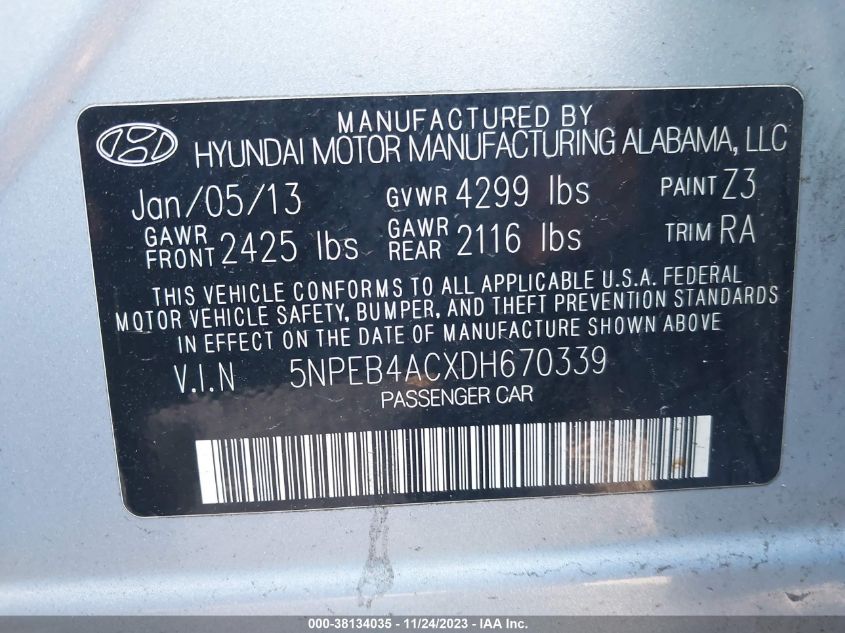 MANUFACTURED BY
HYUNDAI MOTOR MANUFACTURING ALABAMA, LLC
Jan/05/13 GVWR 4299 lbs PAINT Z3
GAWR FRONT 2425 lbs GAWR REAR 2116 lbs TRIM RA
THIS VEHICLE CONFORMS TO ALL APPLICABLE U.S.A. FEDERAL
MOTOR VEHICLE SAFETY, BUMPER, AND THEFT PREVENTION STANDARDS
IN EFFECT ON THE DATE OF MANUFACTURE SHOWN ABOVE
V.I.N 5NPEB4ACXDH670339
PASSENGER CAR
000-38134035 - 11/24/2023 - IAA Inc.